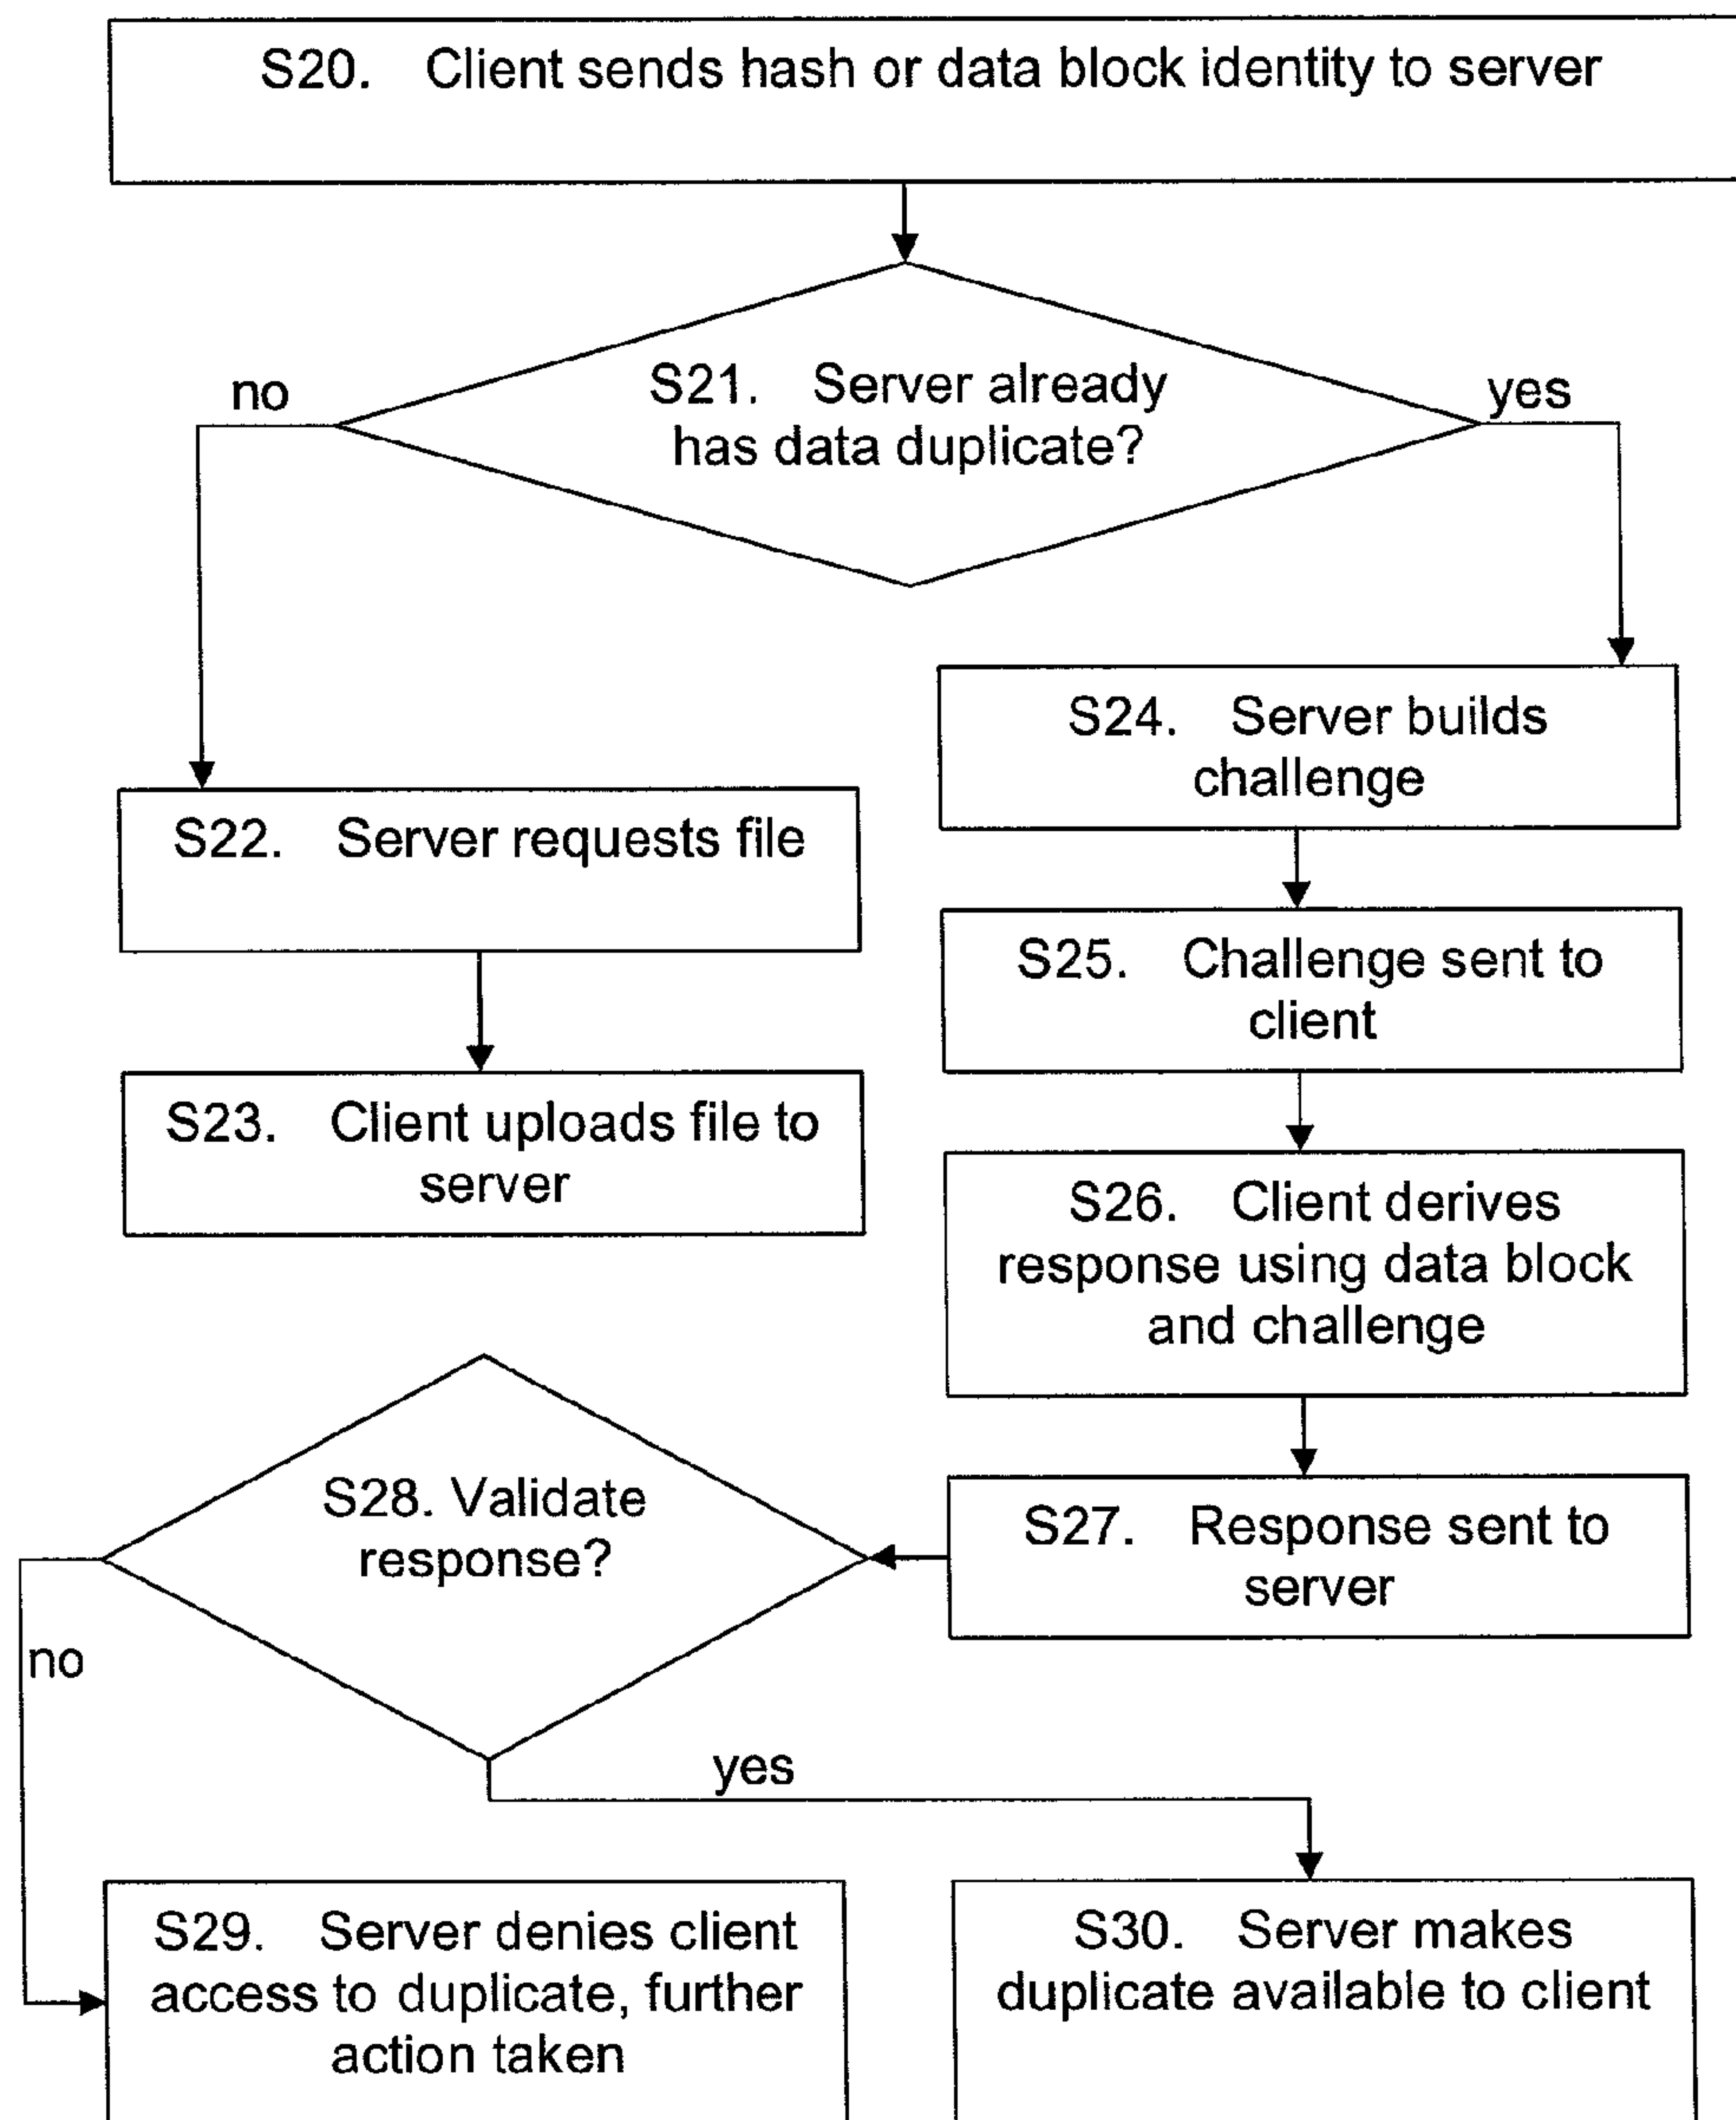 S20. Client sends hash or data block identity to server
S21. Server already
has data duplicate?
no
yes
S22. Server requests file
S23. Client uploads file to
server
S24. Server builds
challenge
S25. Challenge sent to
client
S26. Client derives
response using data block
and challenge
S27. Response sent to
server
S28. Validate
response?
no
yes
S29. Server denies client
access to duplicate, further
action taken
S30. Server makes
duplicate available to client